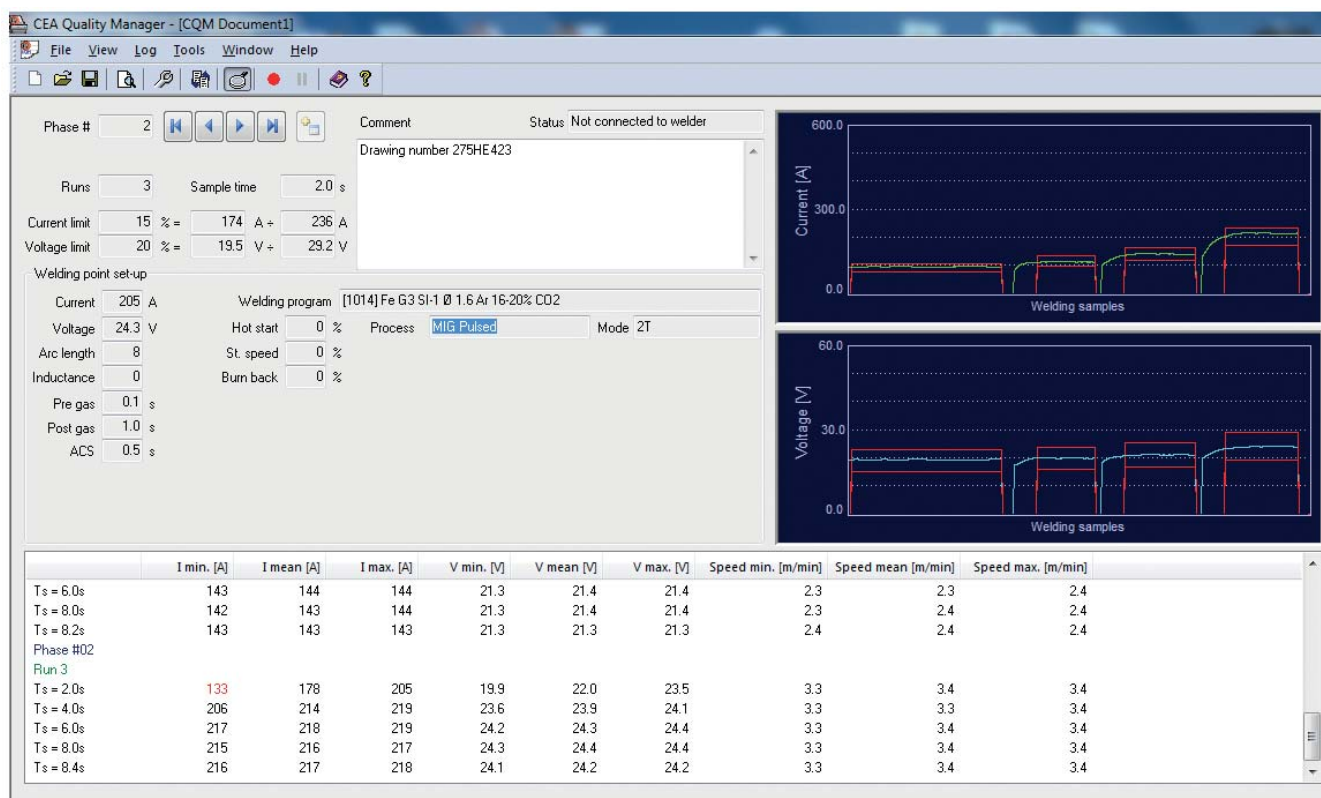 CEA Quality Manager - [CQM Document1]
File View Log Tools Window Help
Phase # 2 Comment Status Not connected to welder
Drawing number 275HE423
Runs 3 Sample time 2.0 s
Current limit 15 % = 174 A ÷ 236 A
Voltage limit 20 % = 19.5 V ÷ 29.2 V
Welding point set-up
Current 205 A Welding program [1014] Fe G3 SI-1 Ø 1.6 Ar 16-20% CO2
Voltage 24.3 V Hot start 0 % Process MIG Pulsed Mode 2T
Arc length 8 St. speed 0 %
Inductance 0 Burn back 0 %
Pre gas 0.1 s
Post gas 1.0 s
ACS 0.5 s
600.0
Current [A]
300.0
0.0
Welding samples
60.0
Voltage [V]
30.0
0.0
Welding samples
I min. [A] I mean [A] I max. [A] V min. [V] V mean [V] V max. [V] Speed min. [m/min] Speed mean [m/min] Speed max. [m/min]
Ts = 6.0s 143 144 144 21.3 21.4 21.4 2.3 2.3 2.4
Ts = 8.0s 142 143 144 21.3 21.4 21.4 2.3 2.4 2.4
Ts = 8.2s 143 143 143 21.3 21.3 21.3 2.4 2.4 2.4
Phase #02
Run 3
Ts = 2.0s 133 178 205 19.9 22.0 23.5 3.3 3.4 3.4
Ts = 4.0s 206 214 219 23.6 23.9 24.1 3.3 3.3 3.4
Ts = 6.0s 217 218 219 24.2 24.3 24.4 3.3 3.4 3.4
Ts = 8.0s 215 216 217 24.3 24.4 24.4 3.3 3.4 3.4
Ts = 8.4s 216 217 218 24.1 24.2 24.2 3.3 3.4 3.4